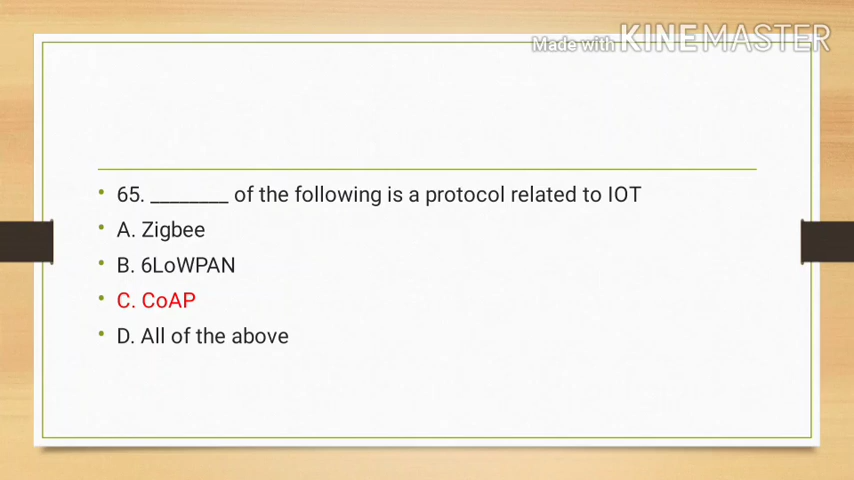 Made with KINEMASTER
• 65. ________ of the following is a protocol related to IOT
• A. Zigbee
• B. 6LoWPAN
• C. CoAP
• D. All of the above